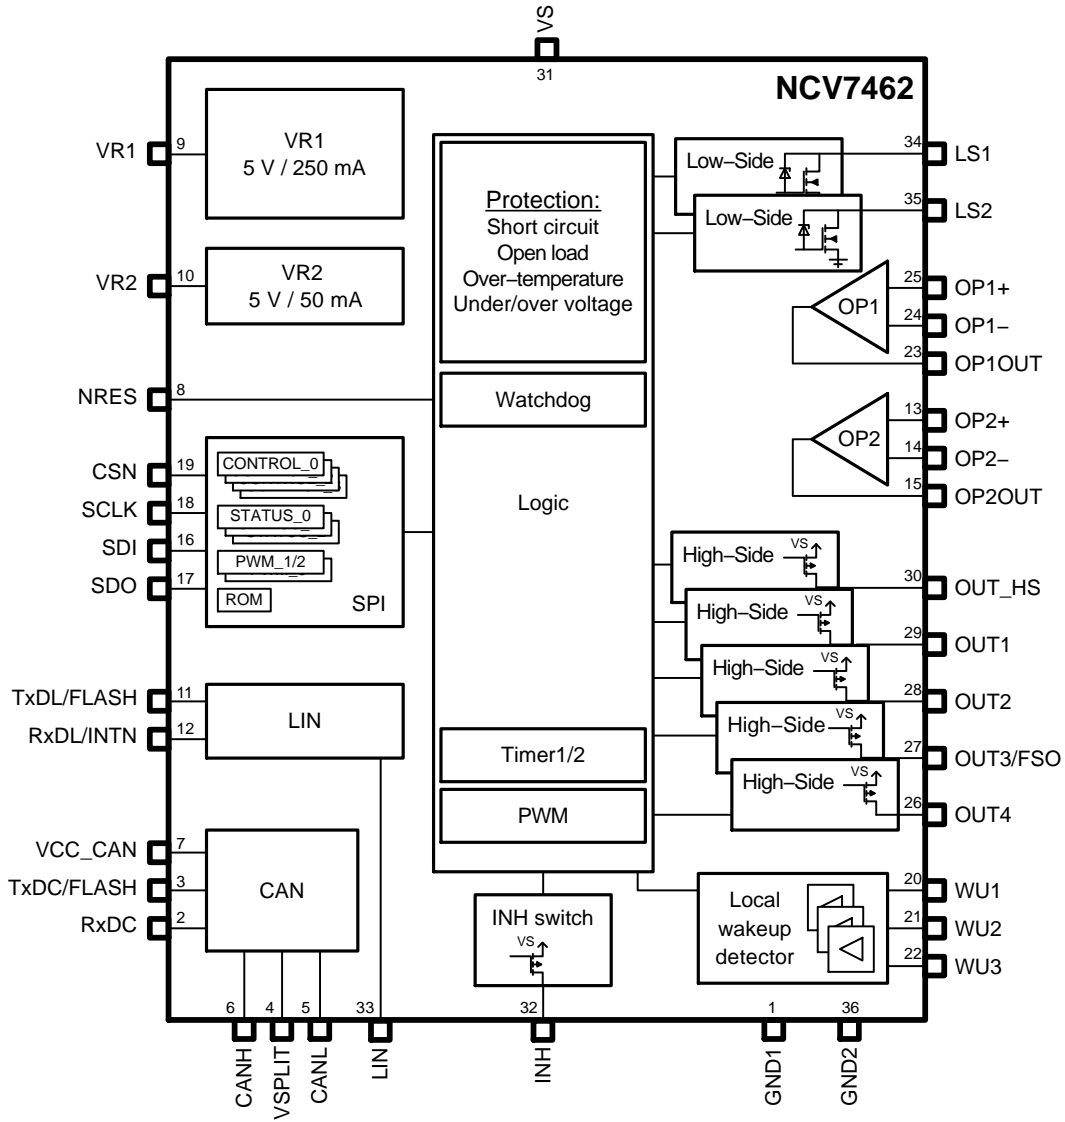 VS
31
NCV7462
VR1
9
VR1
5 V / 250 mA
VR2
10
VR2
5 V / 50 mA
NRES
8
CSN
19
SCLK
18
SDI
16
SDO
17
CONTROL_0
STATUS_0
PWM_1/2
ROM
SPI
TxDL/FLASH
11
RxDL/INTN
12
LIN
VCC_CAN
7
TxDC/FLASH
3
RxDC
2
CAN
Protection:
Short circuit
Open load
Over–temperature
Under/over voltage
Watchdog
Logic
Timer1/2
PWM
INH switch
VS
Low–Side
34
LS1
Low–Side
35
LS2
OP1
25
OP1+
24
OP1–
23
OP1OUT
OP2
13
OP2+
14
OP2–
15
OP2OUT
High–Side
VS
30
OUT_HS
High–Side
VS
29
OUT1
High–Side
VS
28
OUT2
High–Side
VS
27
OUT3/FSO
High–Side
VS
26
OUT4
Local
wakeup
detector
20
WU1
21
WU2
22
WU3
6
4
5
33
32
1
36
CANH
VSPLIT
CANL
LIN
INH
GND1
GND2